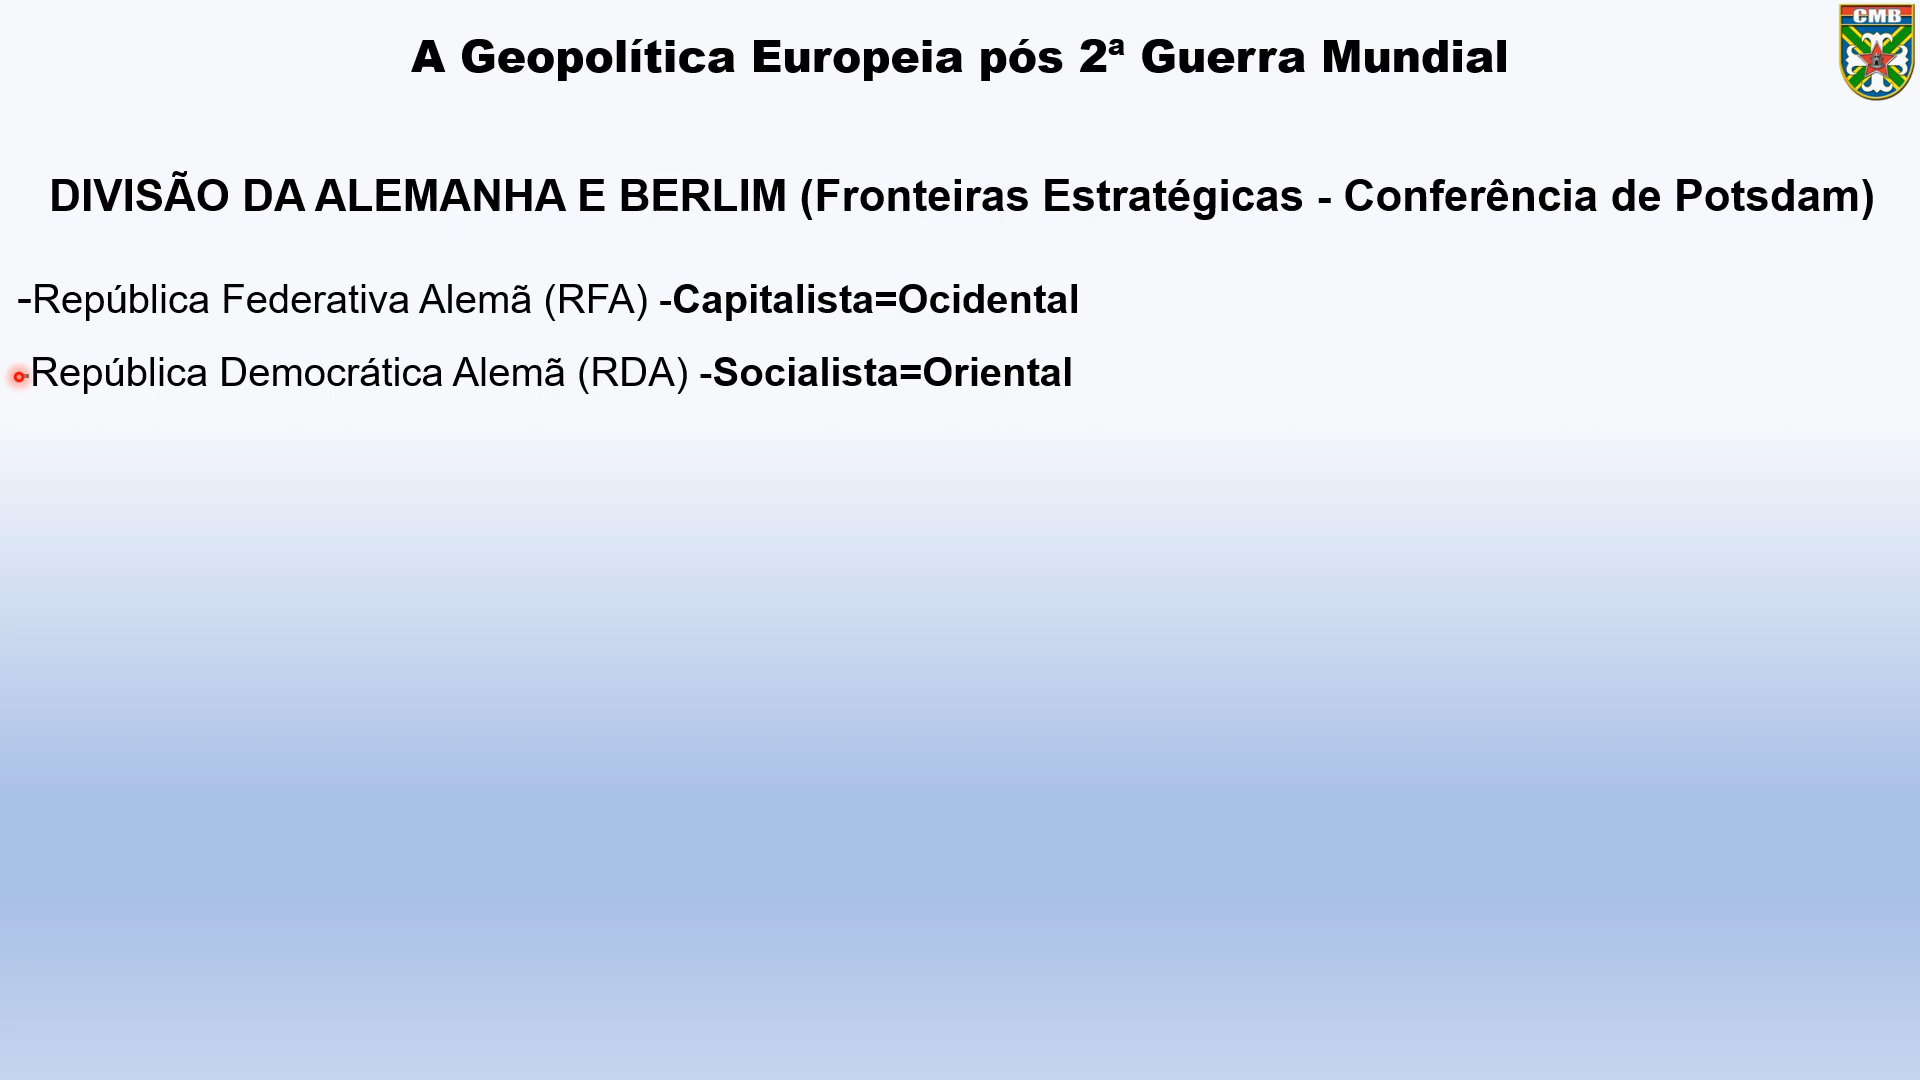 A Geopolítica Europeia pós 2ª Guerra Mundial
CMB
DIVISÃO DA ALEMANHA E BERLIM (Fronteiras Estratégicas - Conferência de Potsdam)
-República Federativa Alemã (RFA) -Capitalista=Ocidental
-República Democrática Alemã (RDA) -Socialista=Oriental